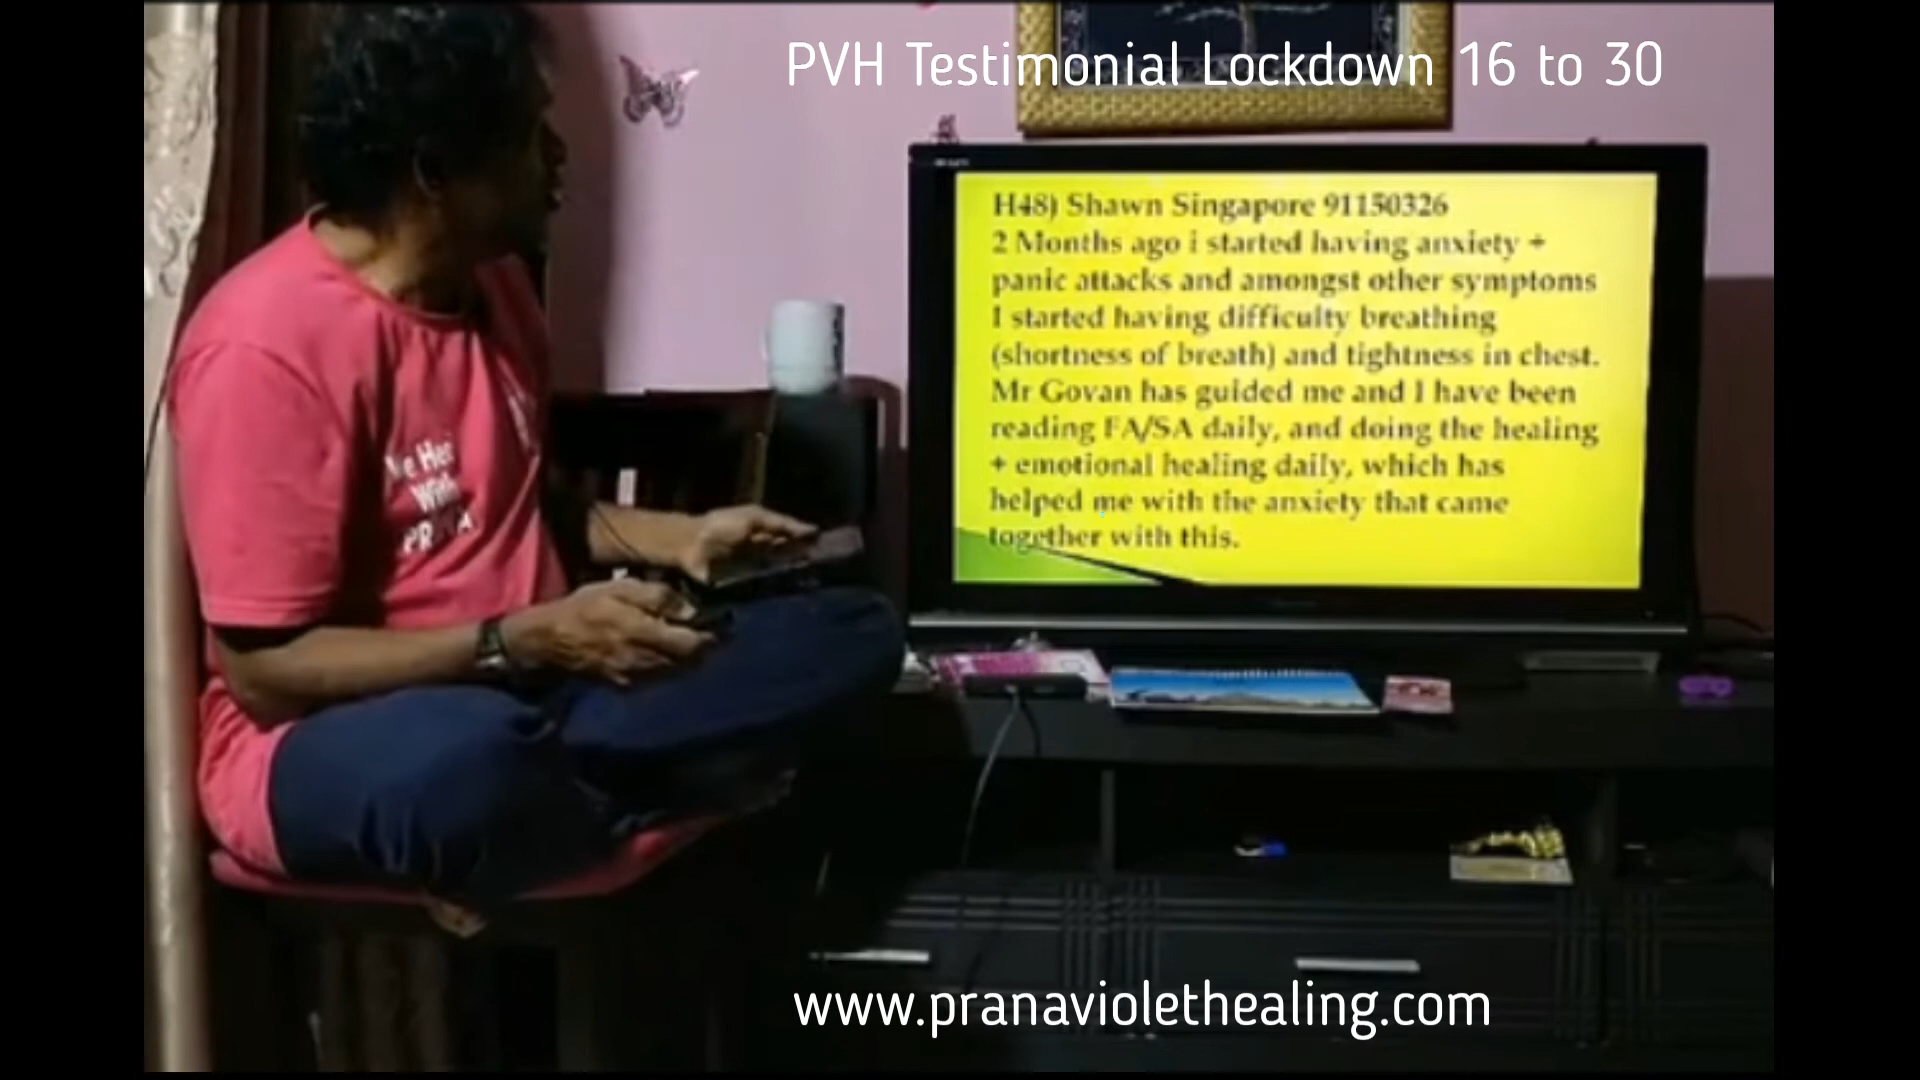 PVH Testimonial Lockdown 16 to 30
H48) Shawn Singapore 91150326
2 Months ago i started having anxiety +
panic attacks and amongst other symptoms
I started having difficulty breathing
(shortness of breath) and tightness in chest.
Mr Govan has guided me and I have been
reading FA/SA daily, and doing the healing
+ emotional healing daily, which has
helped me with the anxiety that came
together with this.
With
www.pranaviolethealing.com